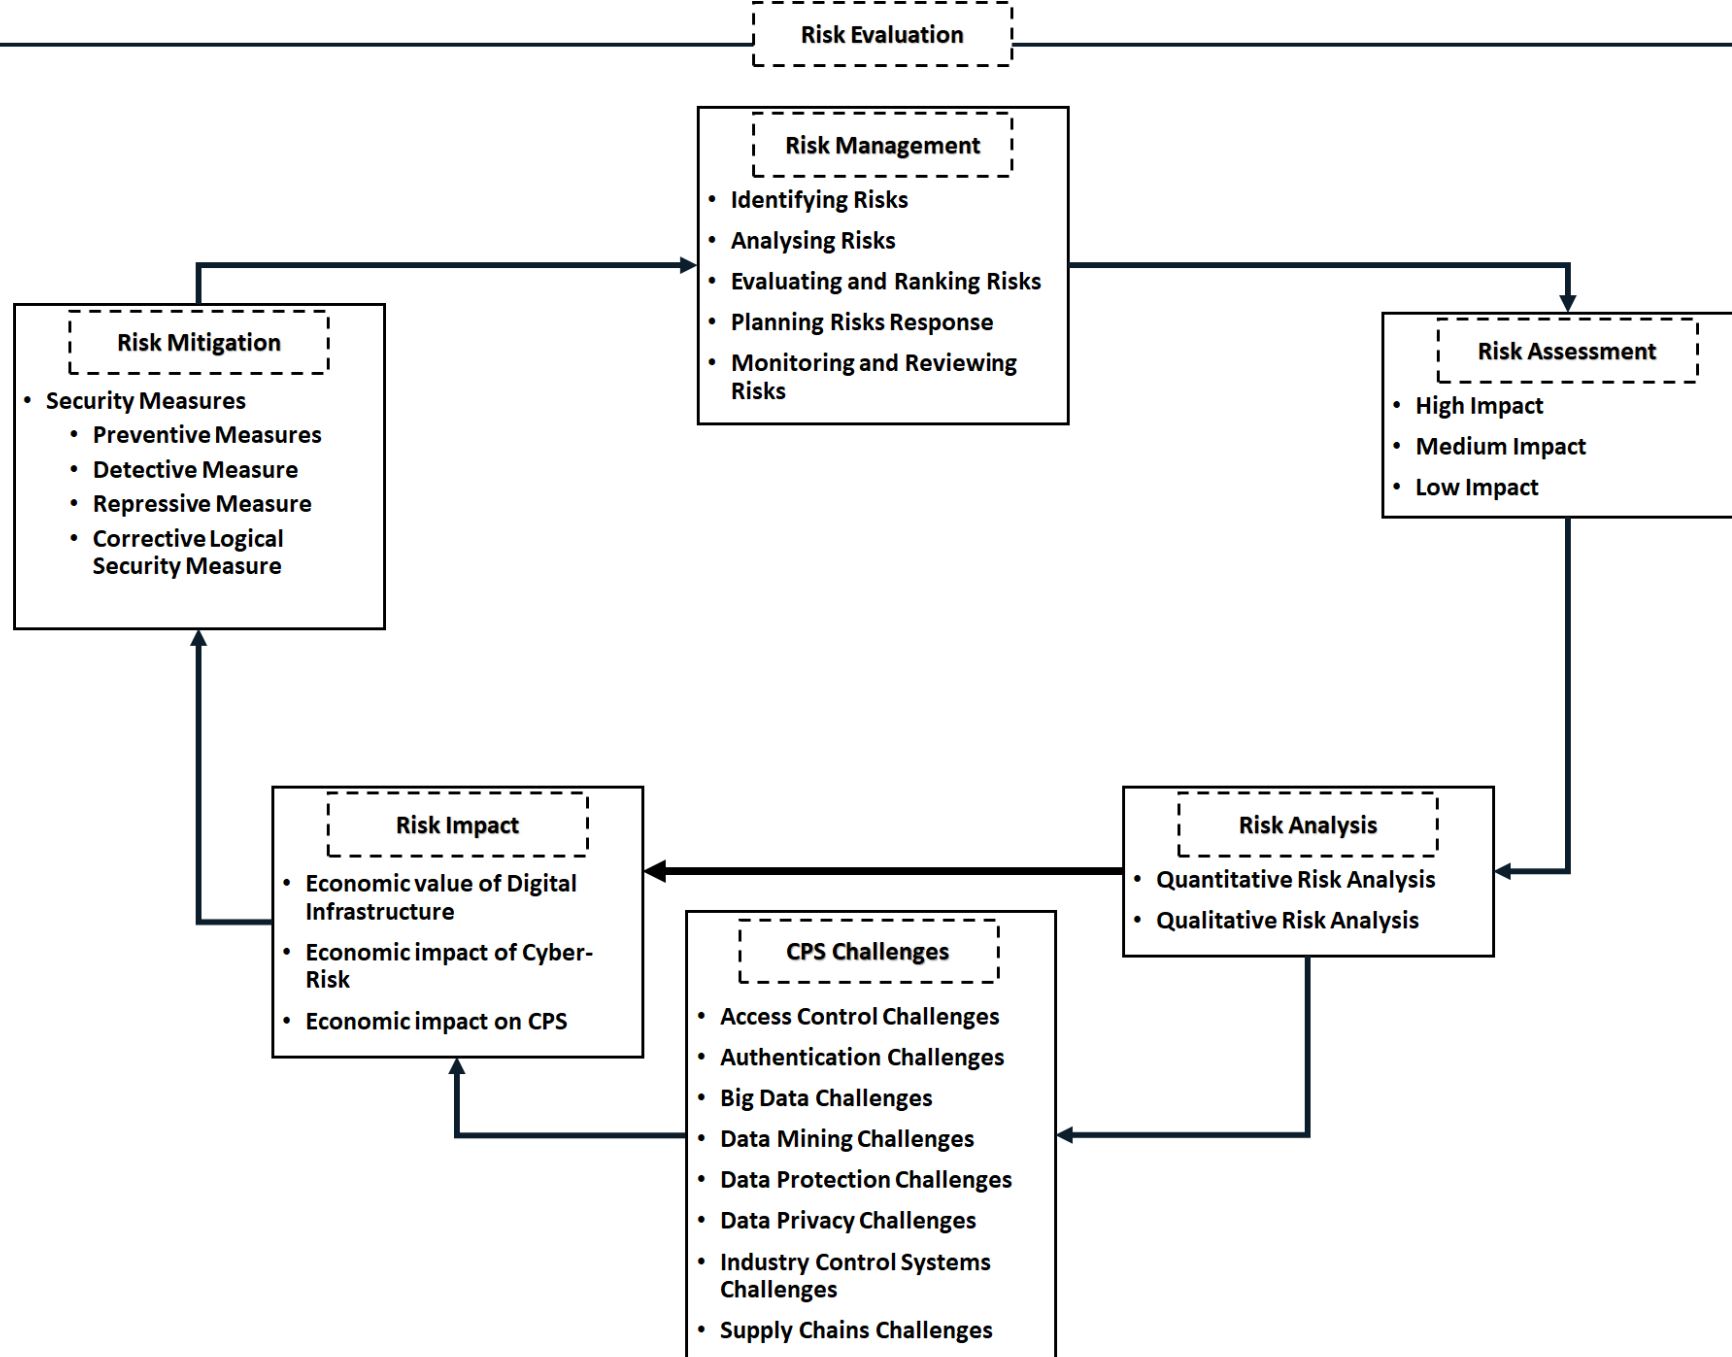 Risk Evaluation
Risk Management
• Identifying Risks
• Analysing Risks
• Evaluating and Ranking Risks
• Planning Risks Response
• Monitoring and Reviewing
Risks
Risk Mitigation
• Security Measures
• Preventive Measures
• Detective Measure
• Repressive Measure
• Corrective Logical
Security Measure
Risk Assessment
• High Impact
• Medium Impact
• Low Impact
Risk Impact
• Economic value of Digital
Infrastructure
• Economic impact of Cyber-
Risk
• Economic impact on CPS
Risk Analysis
• Quantitative Risk Analysis
• Qualitative Risk Analysis
CPS Challenges
• Access Control Challenges
• Authentication Challenges
• Big Data Challenges
• Data Mining Challenges
• Data Protection Challenges
• Data Privacy Challenges
• Industry Control Systems
Challenges
• Supply Chains Challenges